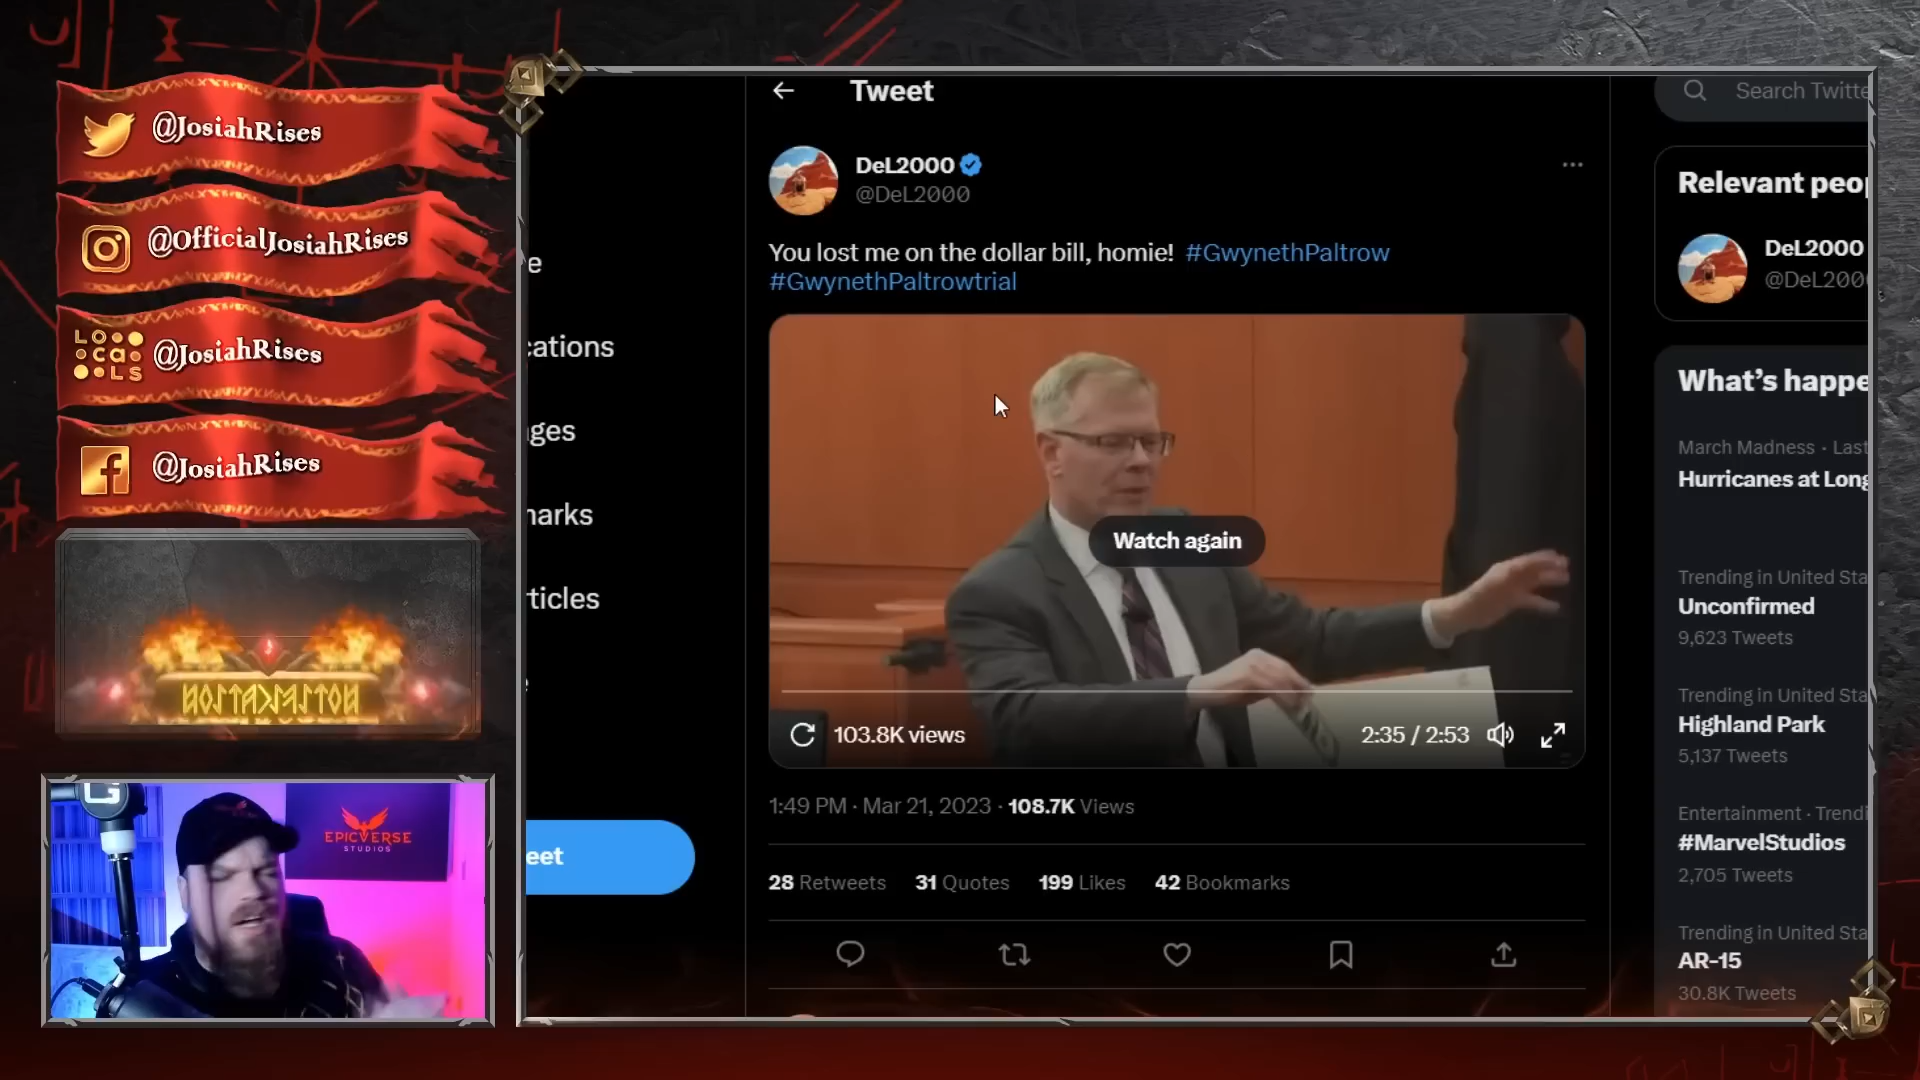 @JosiahRises
@OfficialJosiahRises
LOcaLS
@JosiahRises
@JosiahRises
EPICVERSE
STUDIOS
Tweet
DeL2000
@DeL2000
You lost me on the dollar bill, homie! #GwynethPaltrow
#GwynethPaltrowtrial
Watch again
103.8K views
2:35 / 2:53
1:49 PM · Mar 21, 2023 · 108.7K Views
28 Retweets 31 Quotes 199 Likes 42 Bookmarks
e
cations
ges
narks
rticles
eet
Search Twitte
Relevant peo
DeL2000
@DeL200
What's happe
March Madness · Last
Hurricanes at Long
Trending in United Sta
Unconfirmed
9,623 Tweets
Trending in United Sta
Highland Park
5,137 Tweets
Entertainment · Trendi
#MarvelStudios
2,705 Tweets
Trending in United Sta
AR-15
30.8K Tweets